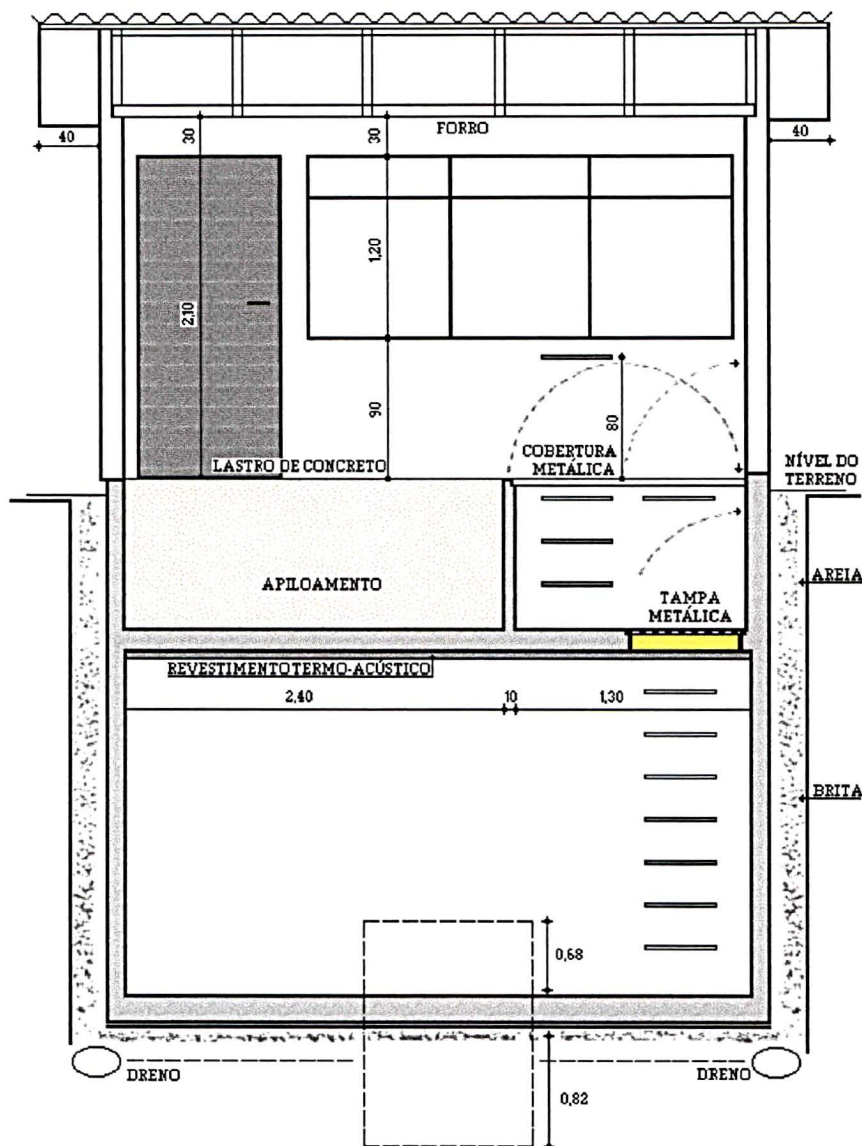 30
30
FORRO
40
40
1,20
2,10
90
80
LASTRO DE CONCRETO
COBERTURA
METÁLICA
NÍVEL DO
TERRENO
APILOAMENTO
AREIA
TAMPA
METÁLICA
REVESTIMENTO TERMO-ACÚSTICO
2,40
10
1,30
BRITA
0,68
DRENO
DRENO
0,82